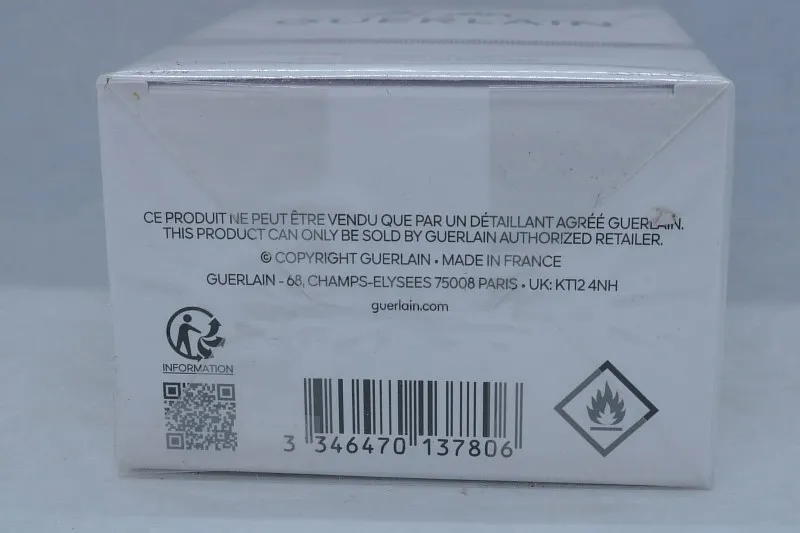 GUERLAIN
CE PRODUIT NE PEUT ÊTRE VENDU QUE PAR UN DÉTAILLANT AGRÉÉ GUERLAIN.
THIS PRODUCT CAN ONLY BE SOLD BY GUERLAIN AUTHORIZED RETAILER.
© COPYRIGHT GUERLAIN • MADE IN FRANCE
GUERLAIN - 68, CHAMPS-ELYSEES 75008 PARIS • UK: KT12 4NH
guerlain.com
INFORMATION
3 346470 137806